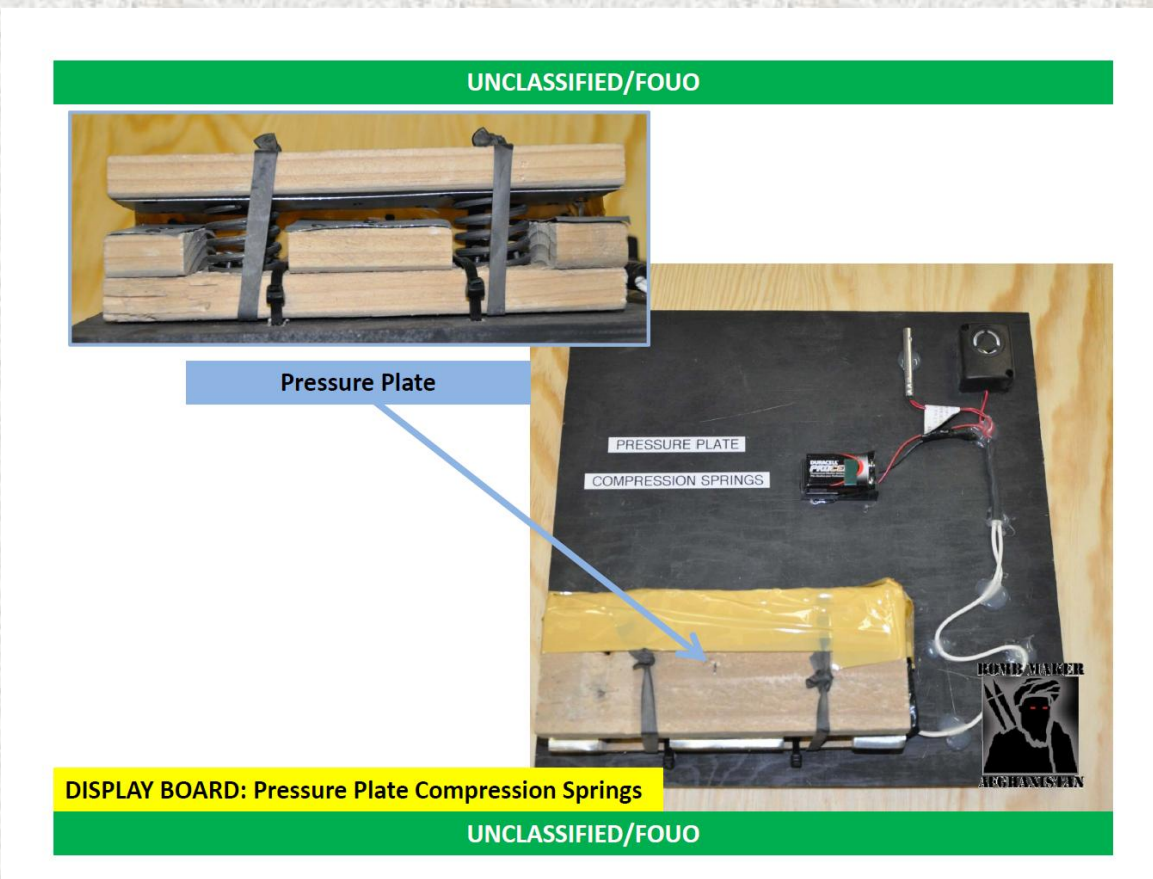 UNCLASSIFIED/FOUO
Pressure Plate
PRESSURE PLATE
COMPRESSION SPRINGS
DURACELL
PROCELL
BOMB MAKER
AFGHANISTAN
DISPLAY BOARD: Pressure Plate Compression Springs
UNCLASSIFIED/FOUO